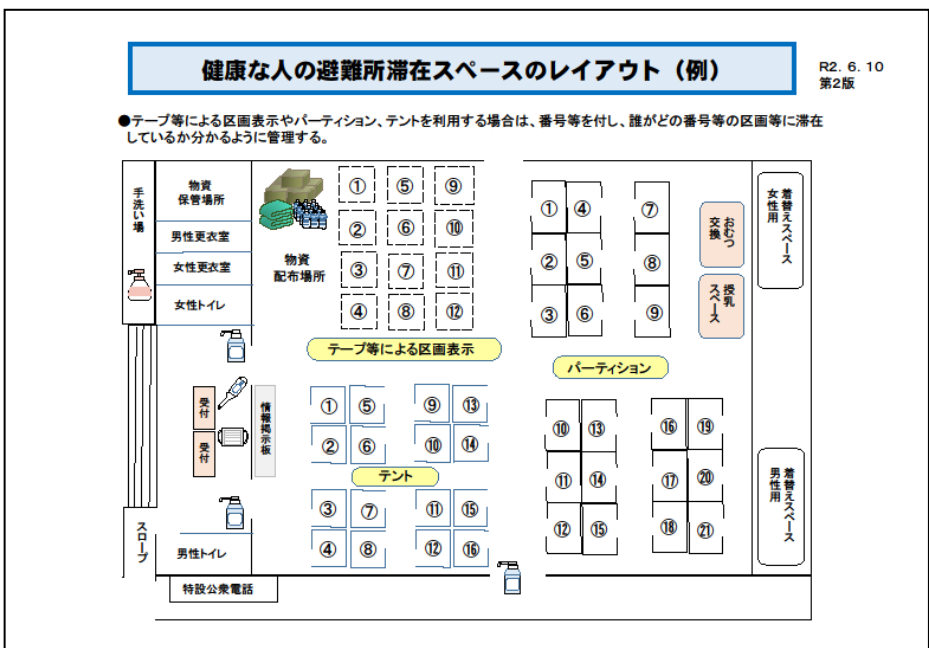 健康な人の避難所滞在スペースのレイアウト（例）
R2. 6. 10
第2版
●テープ等による区画表示やパーティション、テントを利用する場合は、番号等を付し、誰がどの番号等の区画等に滞在
しているか分かるように管理する。
手洗い場
物資
保管場所
男性更衣室
女性更衣室
女性トイレ
物資
配布場所
① ⑤ ⑨
② ⑥ ⑩
③ ⑦ ⑪
④ ⑧ ⑫
テープ等による区画表示
① ④ ⑦
② ⑤ ⑧
③ ⑥ ⑨
パーティション
おむつ
交換
授乳
スペース
着替えスペース
女性用
受付
受付
情報掲示板
① ⑤ ⑨ ⑬
② ⑥ ⑩ ⑭
テント
③ ⑦ ⑪ ⑮
④ ⑧ ⑫ ⑯
⑩ ⑬ ⑯ ⑲
⑪ ⑭ ⑰ ⑳
⑫ ⑮ ⑱ ㉑
着替えスペース
男性用
スロープ
男性トイレ
特設公衆電話